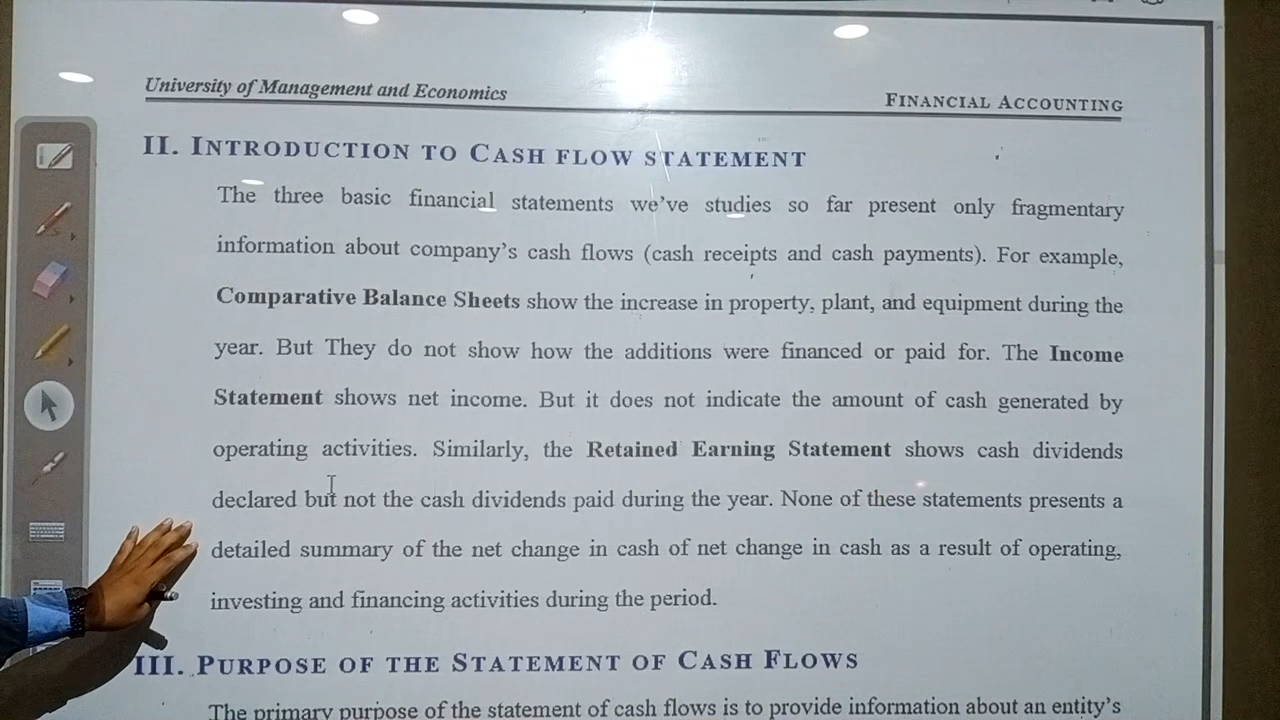 University of Management and Economics
FINANCIAL ACCOUNTING
II. INTRODUCTION TO CASH FLOW STATEMENT
The three basic financial statements we've studies so far present only fragmentary
information about company's cash flows (cash receipts and cash payments). For example,
Comparative Balance Sheets show the increase in property, plant, and equipment during the
year. But They do not show how the additions were financed or paid for. The Income
Statement shows net income. But it does not indicate the amount of cash generated by
operating activities. Similarly, the Retained Earning Statement shows cash dividends
declared but not the cash dividends paid during the year. None of these statements presents a
detailed summary of the net change in cash of net change in cash as a result of operating,
investing and financing activities during the period.
III. PURPOSE OF THE STATEMENT OF CASH FLOWS
The primary purpose of the statement of cash flows is to provide information about an entity's